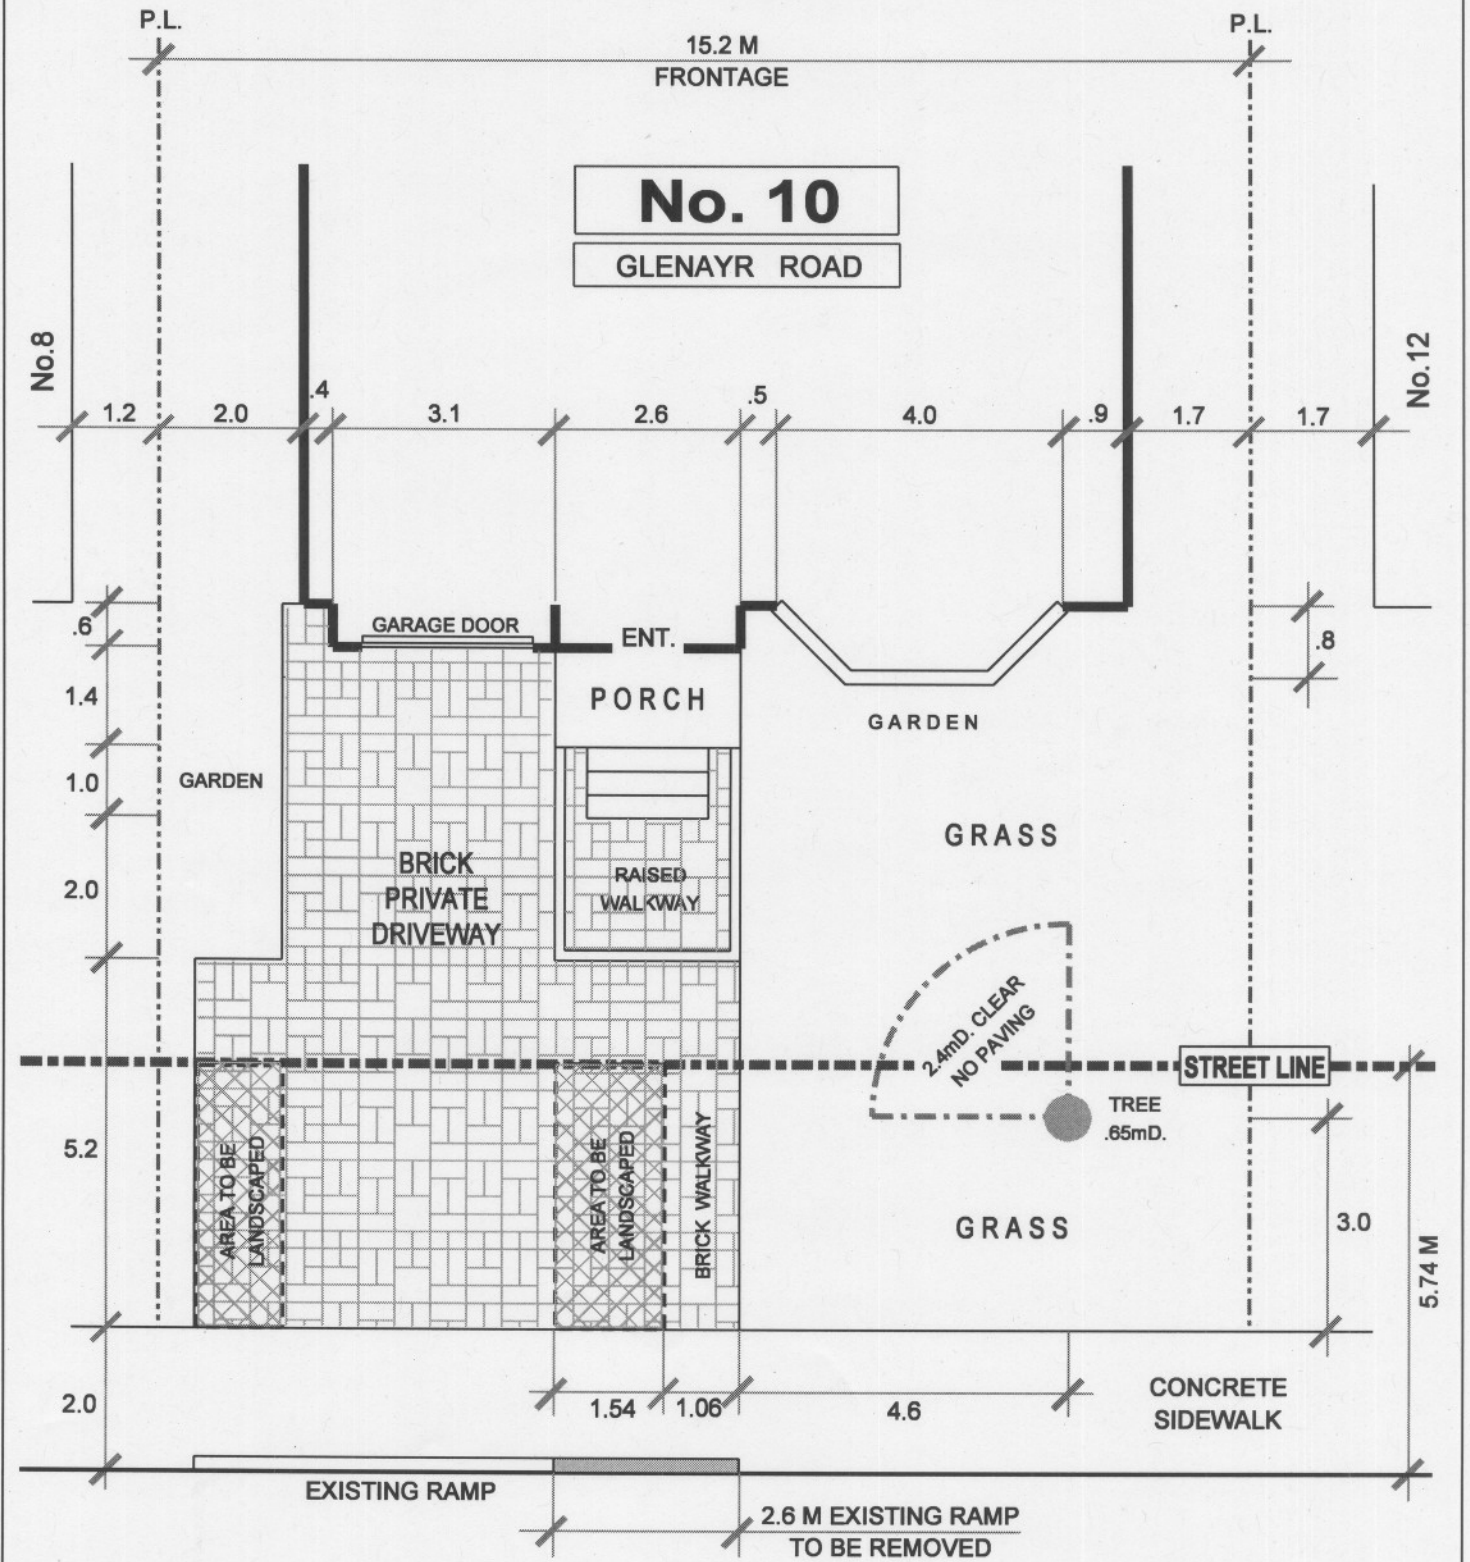 P.L.
P.L.
15.2 M
FRONTAGE
No. 10
GLENAYR ROAD
No.8
No.12
1.2
2.0
.4
3.1
2.6
.5
4.0
.9
1.7
1.7
.6
GARAGE DOOR
ENT.
.8
1.4
PORCH
GARDEN
1.0
GARDEN
GRASS
2.0
BRICK
PRIVATE
DRIVEWAY
RAISED
WALKWAY
2.4mD. CLEAR
NO PAVING
STREET LINE
TREE
.65mD.
5.2
AREA TO BE
LANDSCAPED
AREA TO BE
LANDSCAPED
BRICK WALKWAY
GRASS
3.0
5.74 M
2.0
1.54
1.06
4.6
CONCRETE
SIDEWALK
EXISTING RAMP
2.6 M EXISTING RAMP
TO BE REMOVED